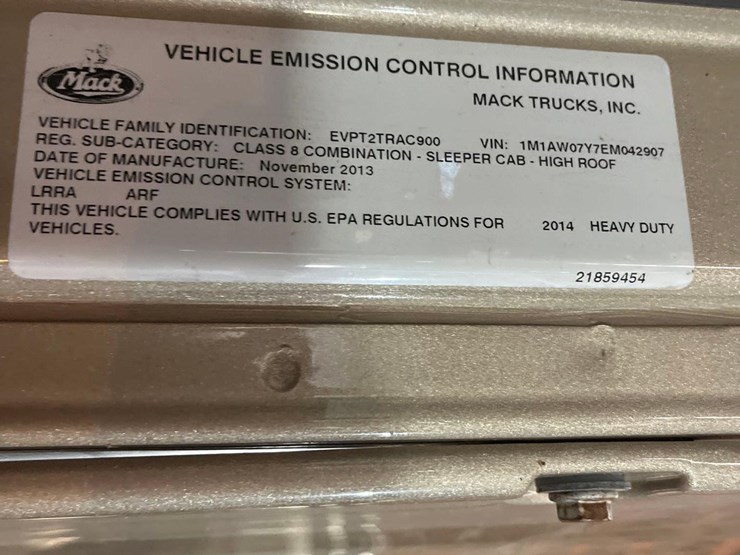 Mack
VEHICLE EMISSION CONTROL INFORMATION
MACK TRUCKS, INC.
VEHICLE FAMILY IDENTIFICATION: EVPT2TRAC900 VIN: 1M1AW07Y7EM042907
REG. SUB-CATEGORY: CLASS 8 COMBINATION - SLEEPER CAB - HIGH ROOF
DATE OF MANUFACTURE: November 2013
VEHICLE EMISSION CONTROL SYSTEM:
LRRA ARF
THIS VEHICLE COMPLIES WITH U.S. EPA REGULATIONS FOR 2014 HEAVY DUTY
VEHICLES.
21859454